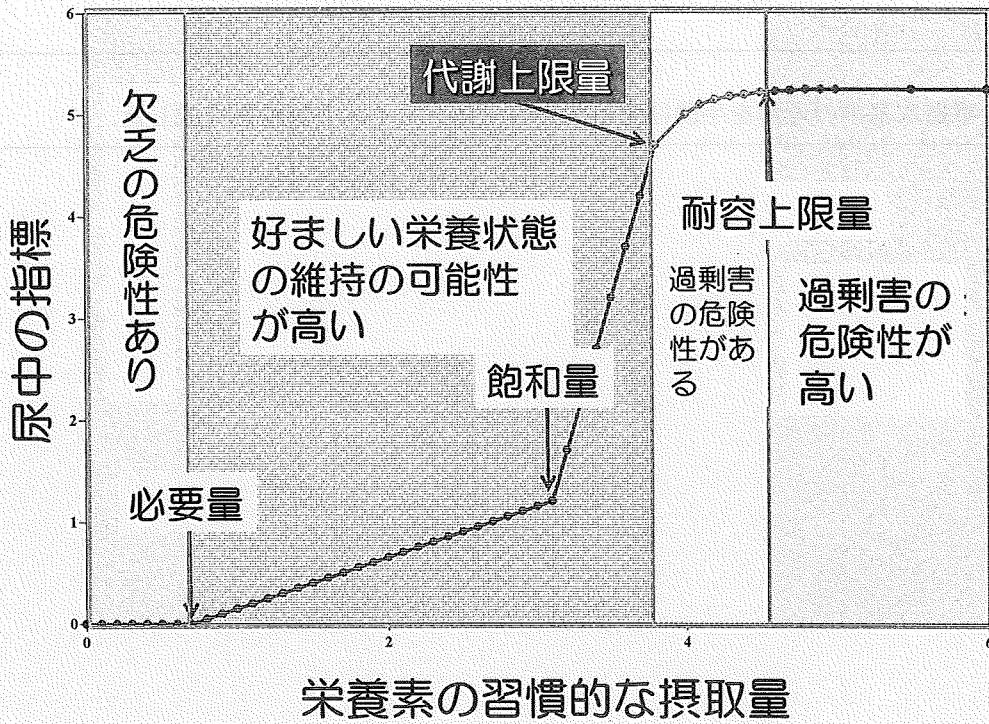 尿中の指標
6
5
4
3
2
1
0
欠乏の危険性あり
代謝上限量
好ましい栄養状態
の維持の可能性
が高い
飽和量
必要量
耐容上限量
過剰害
の危険
性があ
る
過剰害の
危険性が
高い
0
2
4
6
栄養素の習慣的な摂取量